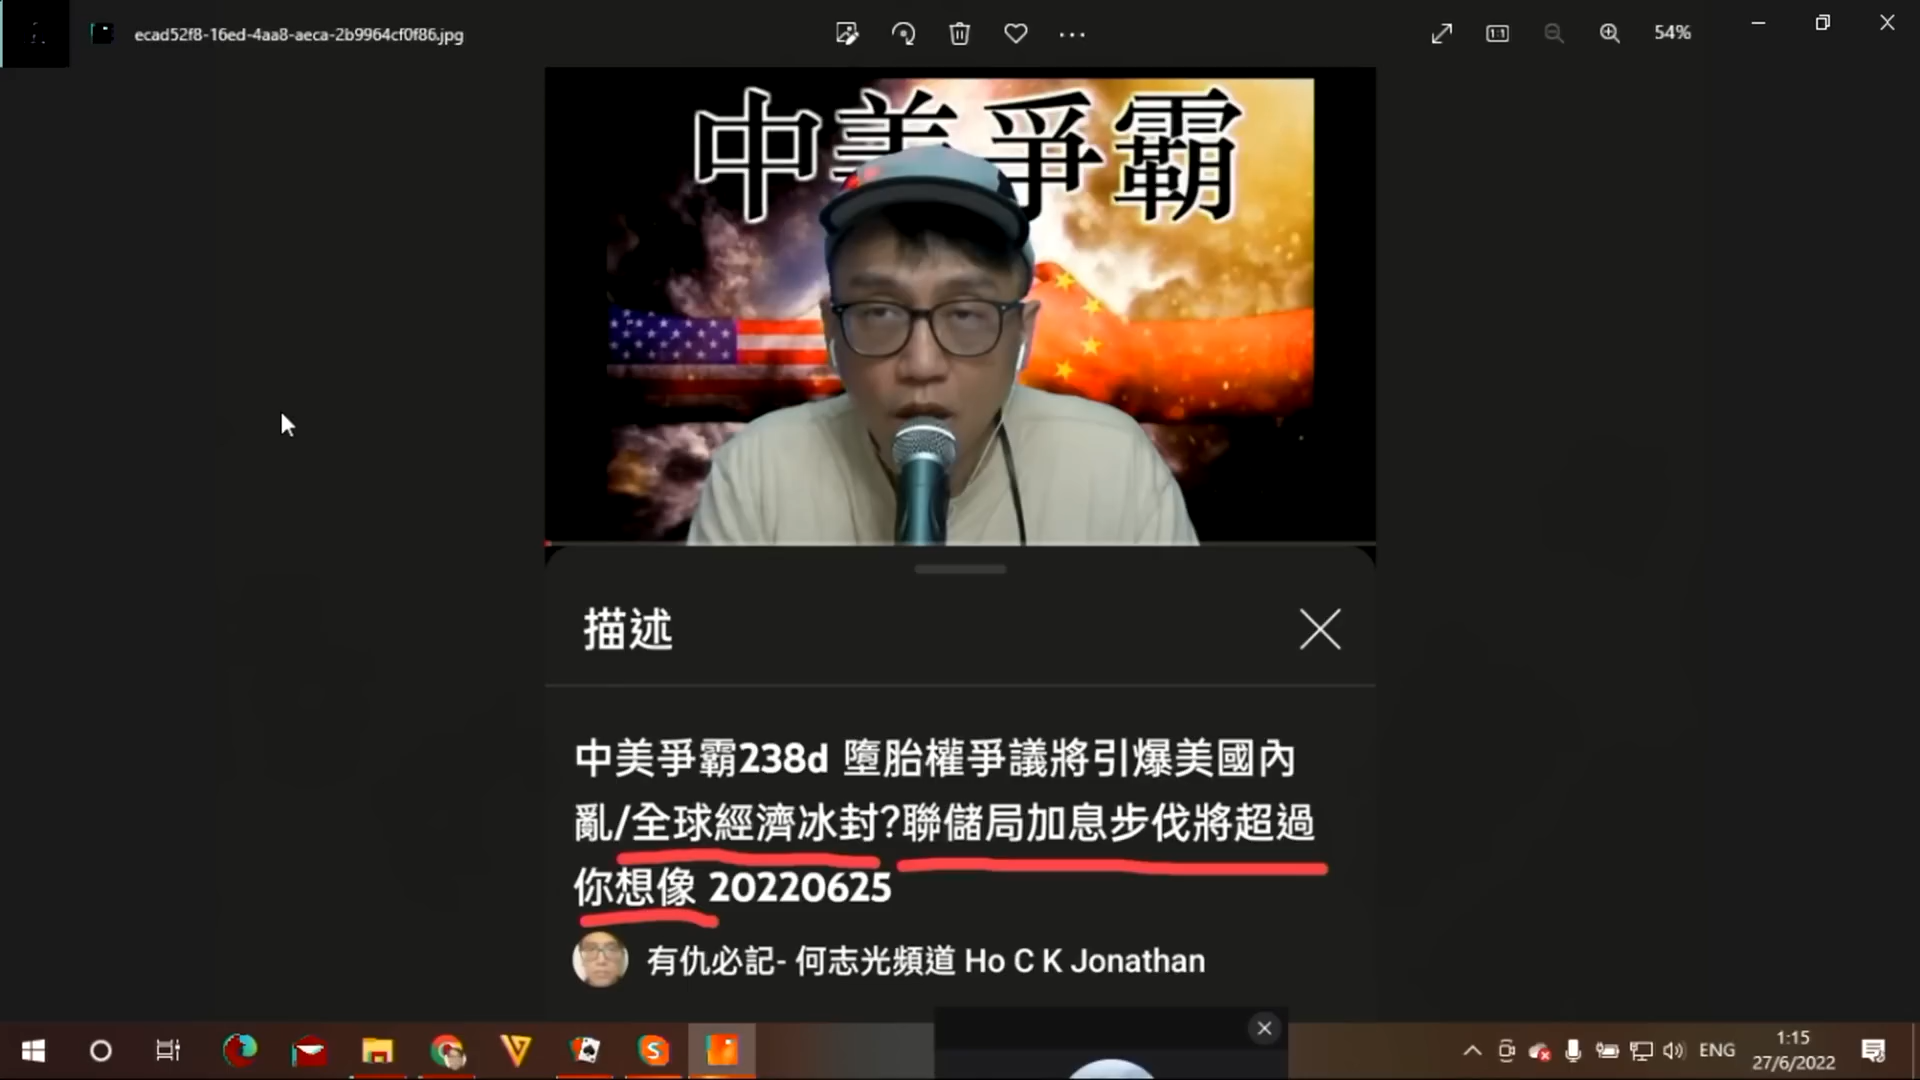 ecad52f8-16ed-4aa8-aeca-2b9964cf0f86.jpg
54%
中美爭霸
描述
中美爭霸238d 墮胎權爭議將引爆美國內
亂/全球經濟冰封?聯儲局加息步伐將超過
你想像 20220625
有仇必記- 何志光頻道 Ho C K Jonathan
ENG
1:15
27/6/2022